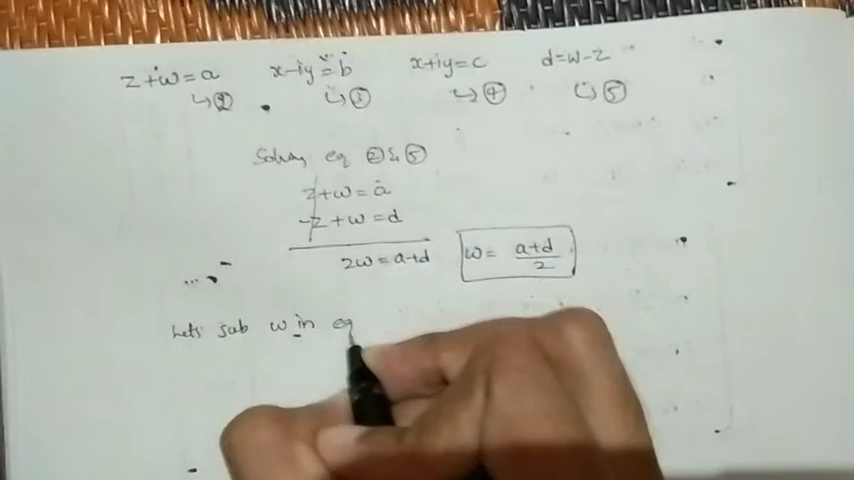 z+w=a x-iy=b x+iy=c d=w-z
↳② ↳③ ↳④ ↳⑤
Solving eq ②&⑤
z+w=a
-z+w=d
2w=a+d w= a+d/2
Lets sub w in eq